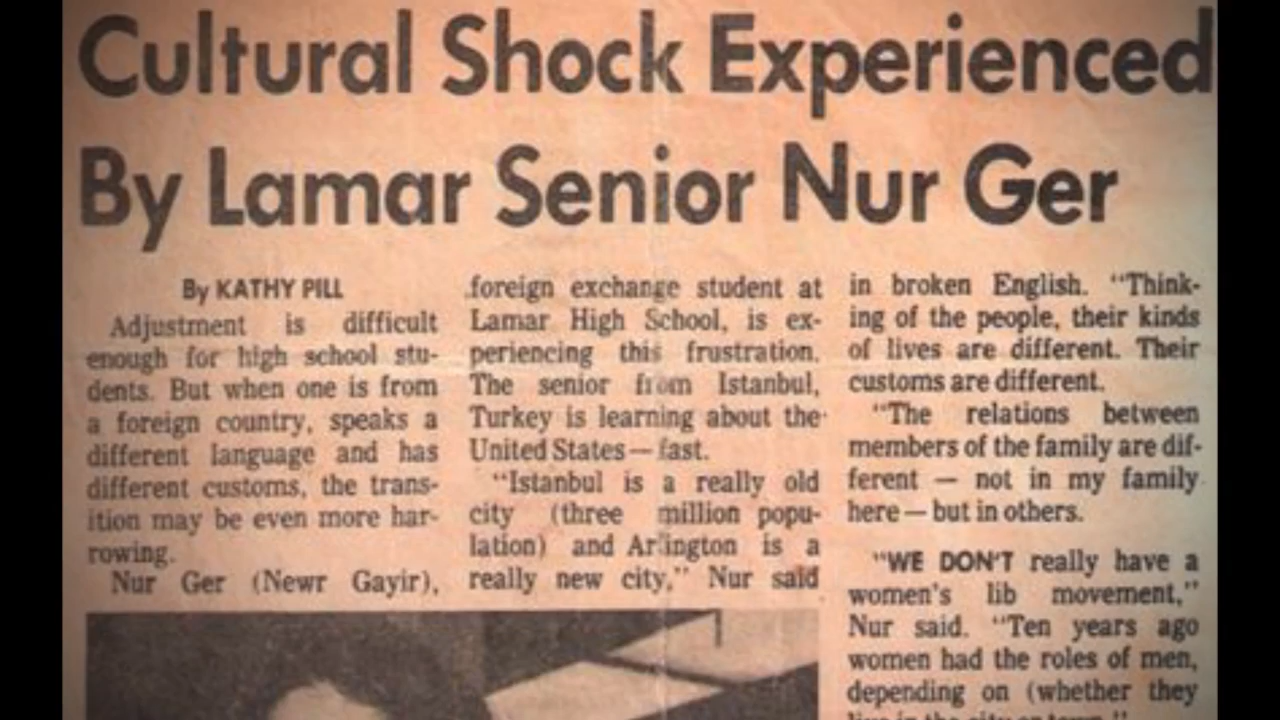 Cultural Shock Experienced
By Lamar Senior Nur Ger
By KATHY PILL
Adjustment is difficult
enough for high school stu-
dents. But when one is from
a foreign country, speaks a
different language and has
different customs, the trans-
ition may be even more har-
rowing.
Nur Ger (Newr Gayir),
foreign exchange student at
Lamar High School, is ex-
periencing this frustration.
The senior from Istanbul,
Turkey is learning about the
United States — fast.
"Istanbul is a really old
city (three million popu-
lation) and Arlington is a
really new city," Nur said
in broken English. "Think-
ing of the people, their kinds
of lives are different. Their
customs are different.
"The relations between
members of the family are dif-
ferent — not in my family
here — but in others.
"WE DON'T really have a
women's lib movement,"
Nur said. "Ten years ago
women had the roles of men,
depending on (whether they
live in the city or town."